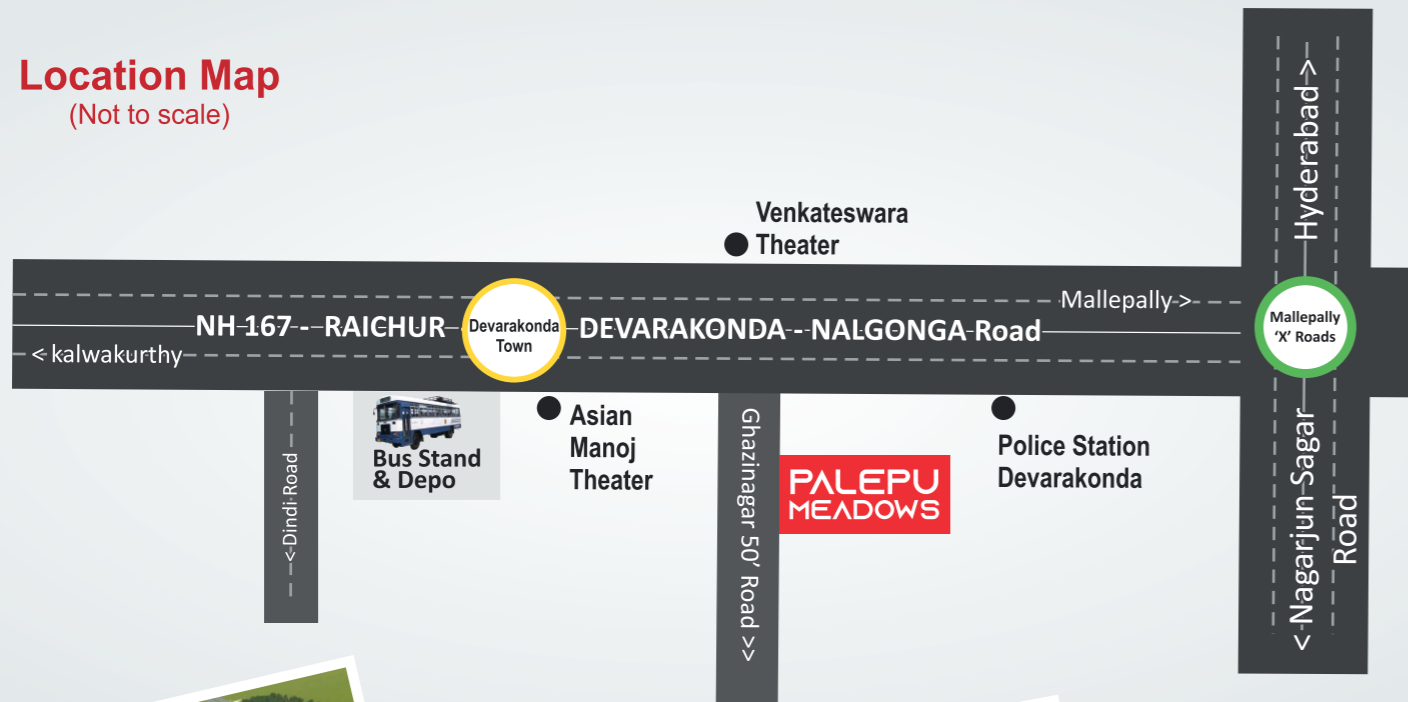 Location Map
(Not to scale)
Hyderabad ->
Venkateswara
Theater
Mallepally >
NH 167 - RAICHUR
Devarakonda
Town
DEVARAKONDA - NALGONGA Road
Mallepally
'X' Roads
< kalwakurthy
< Dindi Road
Bus Stand
& Depo
Asian
Manoj
Theater
Ghazinagar 50' Road >>
PALEPU
MEADOWS
Police Station
Devarakonda
< Nagarjun Sagar
Road